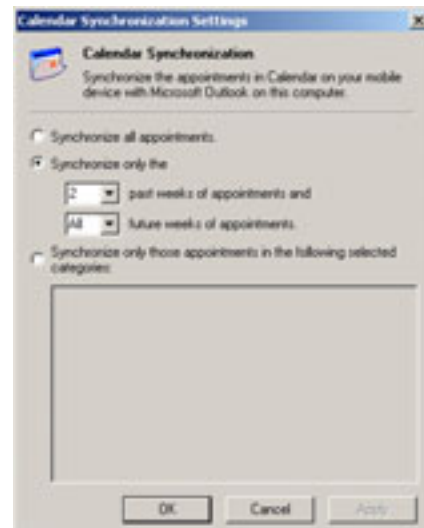 Calendar Synchronization Settings
Calendar Synchronization
Synchronize the appointments in Calendar on your mobile
device with Microsoft Outlook on this computer.
Synchronize all appointments.
Synchronize only the
2 past weeks of appointments and
All future weeks of appointments.
Synchronize only those appointments in the following selected
categories:
OK Cancel Apply